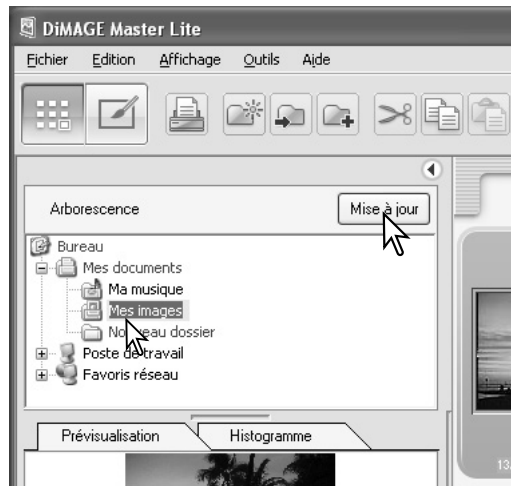 DiMAGE Master Lite
Fichier Edition Affichage Outils Aide
Arborescence Mise à jour
Bureau
Mes documents
Ma musique
Mes images
Nouveau dossier
Poste de travail
Favoris réseau
Prévisualisation Histogramme
13